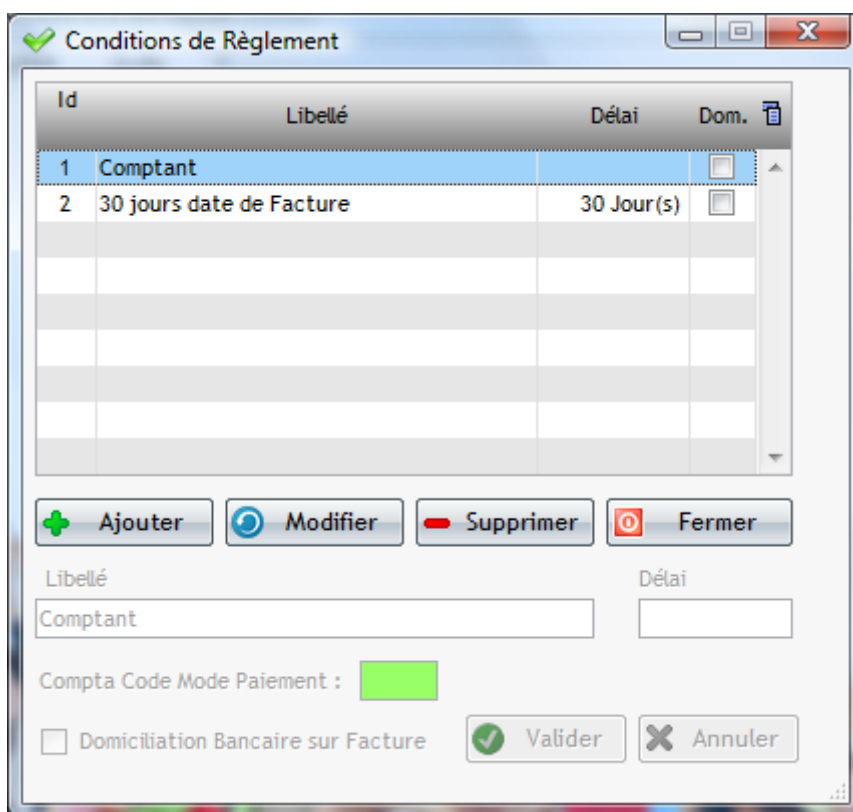 Conditions de Règlement
Id Libellé Délai Dom.
1 Comptant
2 30 jours date de Facture 30 Jour(s)
Ajouter Modifier Supprimer Fermer
Libellé Délai
Comptant
Compta Code Mode Paiement :
Domiciliation Bancaire sur Facture Valider Annuler